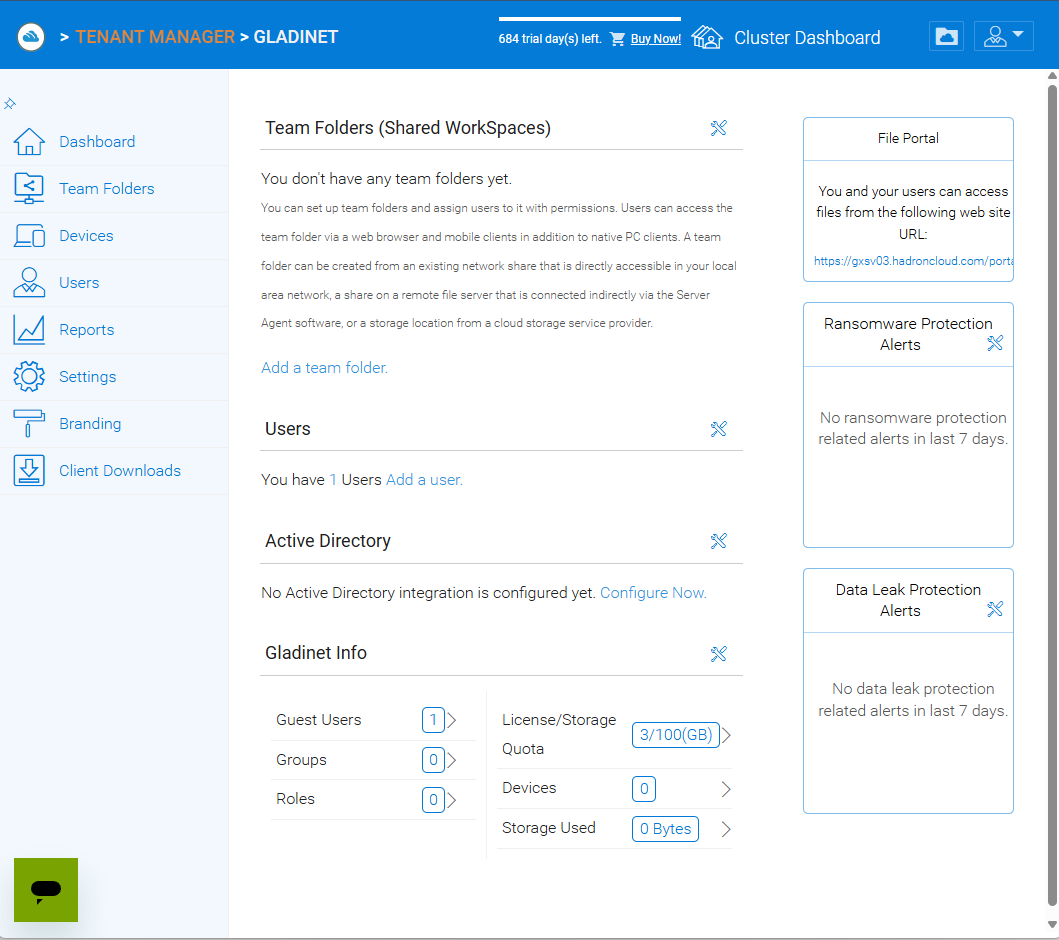 > TENANT MANAGER > GLADINET
684 trial day(s) left. Buy Now!
Cluster Dashboard
Dashboard
Team Folders
Devices
Users
Reports
Settings
Branding
Client Downloads
Team Folders (Shared WorkSpaces)
You don't have any team folders yet.
You can set up team folders and assign users to it with permissions. Users can access the
team folder via a web browser and mobile clients in addition to native PC clients. A team
folder can be created from an existing network share that is directly accessible in your local
area network, a share on a remote file server that is connected indirectly via the Server
Agent software, or a storage location from a cloud storage service provider.
Add a team folder.
Users
You have 1 Users Add a user.
Active Directory
No Active Directory integration is configured yet. Configure Now.
Gladinet Info
Guest Users 1
Groups 0
Roles 0
License/Storage
Quota
3/100(GB)
Devices 0
Storage Used 0 Bytes
File Portal
You and your users can access
files from the following web site
URL:
https://gxsv03.hadroncloud.com/porta
Ransomware Protection
Alerts
No ransomware protection
related alerts in last 7 days.
Data Leak Protection
Alerts
No data leak protection
related alerts in last 7 days.